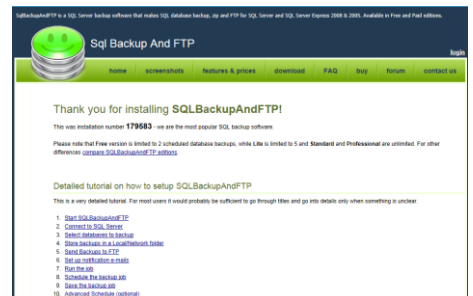 SqlBackupAndFTP is a SQL Server backup software that makes SQL database backup, zip and FTP for SQL Server and SQL Server Express 2008 & 2005. Available in Free and Paid editions.
Sql Backup And FTP
login
home screenshots features & prices download FAQ buy forum contact us
Thank you for installing SQLBackupAndFTP!
This was installation number 179583 - we are the most popular SQL backup software.
Please note that Free version is limited to 2 scheduled database backups, while Lite is limited to 5 and Standard and Professional are unlimited. For other
differences compare SQLBackupAndFTP editions.
Detailed tutorial on how to setup SQLBackupAndFTP
This is a very detailed tutorial. For most users it would probably be sufficient to go through titles and go into details only when something is unclear.
1. Start SQLBackupAndFTP
2. Connect to SQL Server
3. Select databases to backup
4. Store backups in a Local/Network folder
5. Send Backups to FTP
6. Set up notification e-mails
7. Run the job
8. Schedule the backup job
9. Save the backup job
10. Advanced Schedule (optional)